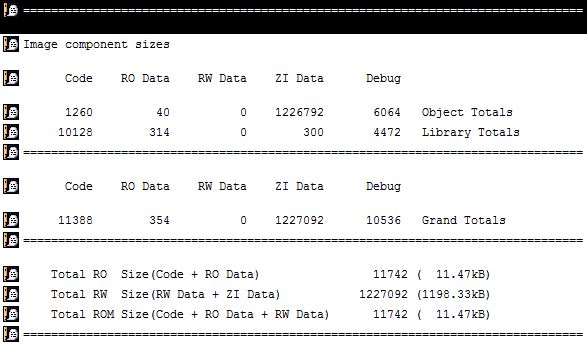 ==============================================================================
Image component sizes
Code RO Data RW Data ZI Data Debug
1260 40 0 1226792 6064 Object Totals
10128 314 0 300 4472 Library Totals
==============================================================================
Code RO Data RW Data ZI Data Debug
11388 354 0 1227092 10536 Grand Totals
==============================================================================
Total RO Size(Code + RO Data) 11742 ( 11.47kB)
Total RW Size(RW Data + ZI Data) 1227092 (1198.33kB)
Total ROM Size(Code + RO Data + RW Data) 11742 ( 11.47kB)
==============================================================================